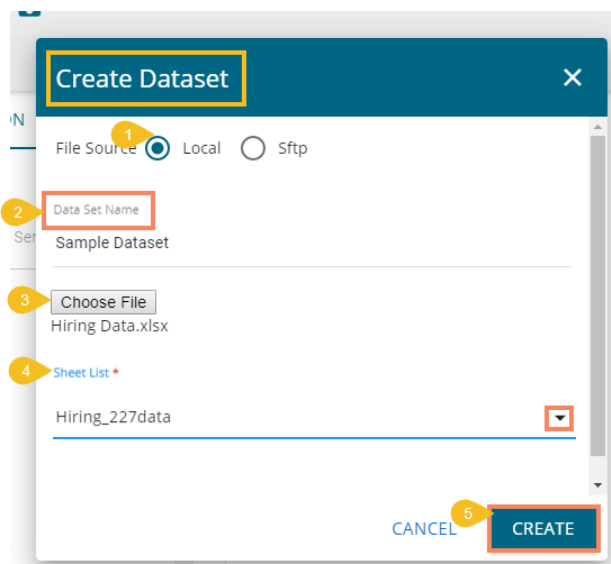 Create Dataset
ON
1
File Source Local Sftp
2
Data Set Name
Ser
Sample Dataset
3
Choose File
Hiring Data.xlsx
4
Sheet List *
Hiring_227data
5
CANCEL CREATE